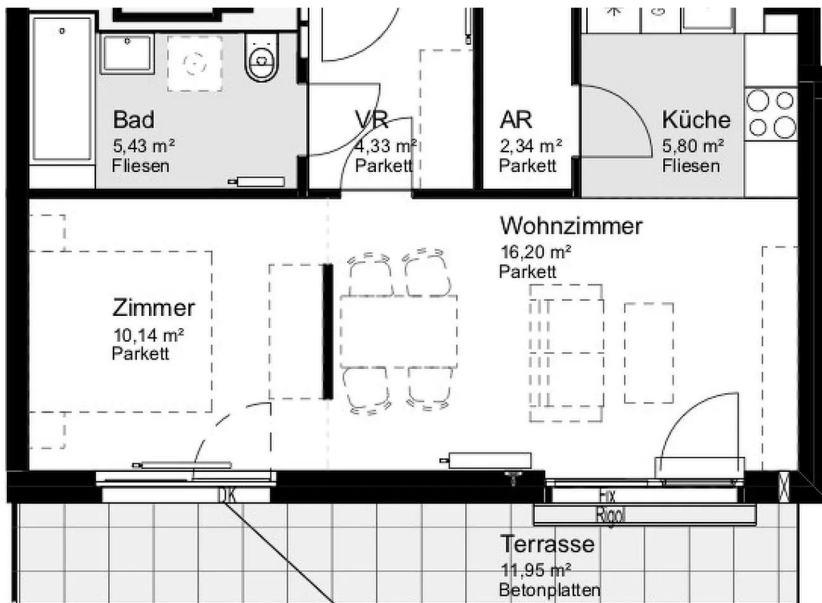 G
Bad
5,43 m²
Fliesen
VR
4,33 m²
Parkett
AR
2,34 m²
Parkett
Küche
5,80 m²
Fliesen
Wohnzimmer
16,20 m²
Parkett
Zimmer
10,14 m²
Parkett
DK
Fix
Rigol
Terrasse
11,95 m²
Betonplatten